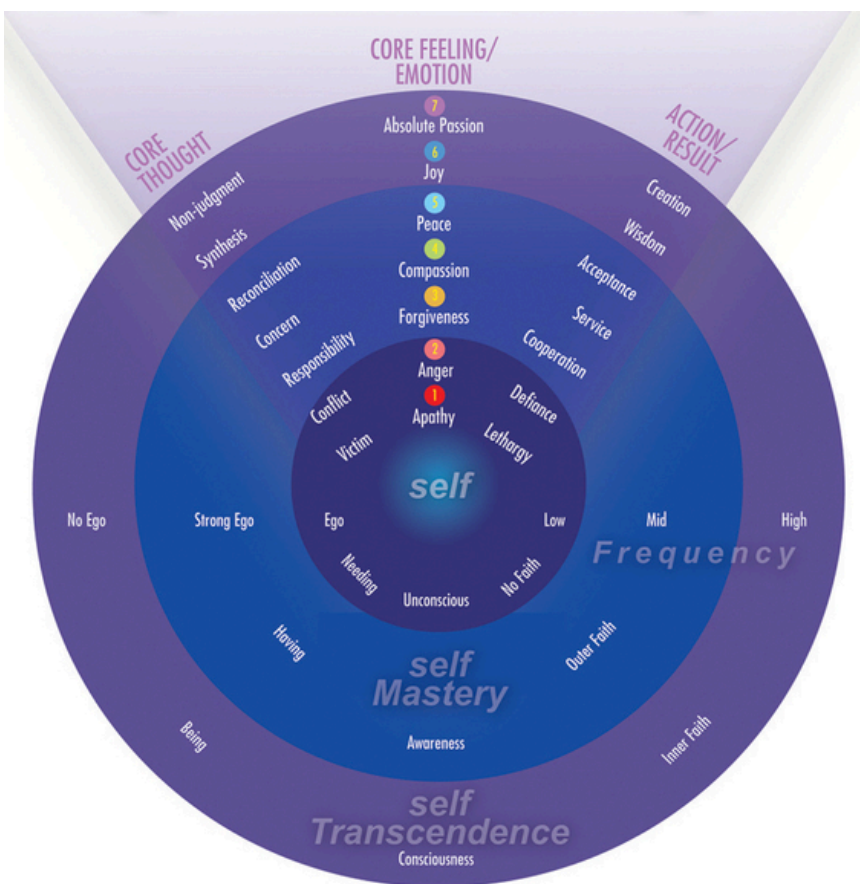 CORE FEELING/
EMOTION
CORE
THOUGHT
ACTION/
RESULT
7
Absolute Passion
6
Joy
Non-judgment
Creation
Synthesis
Wisdom
5
Peace
4
Compassion
3
Forgiveness
Reconciliation
Acceptance
Concern
Service
Responsibility
Cooperation
2
Anger
1
Apathy
Conflict
Defiance
Victim
Lethargy
self
No Ego
Strong Ego
Ego
Low
Mid
High
Frequency
Needing
Unconscious
No Faith
Having
self
Mastery
Outer Faith
Being
Awareness
Inner Faith
self
Transcendence
Consciousness